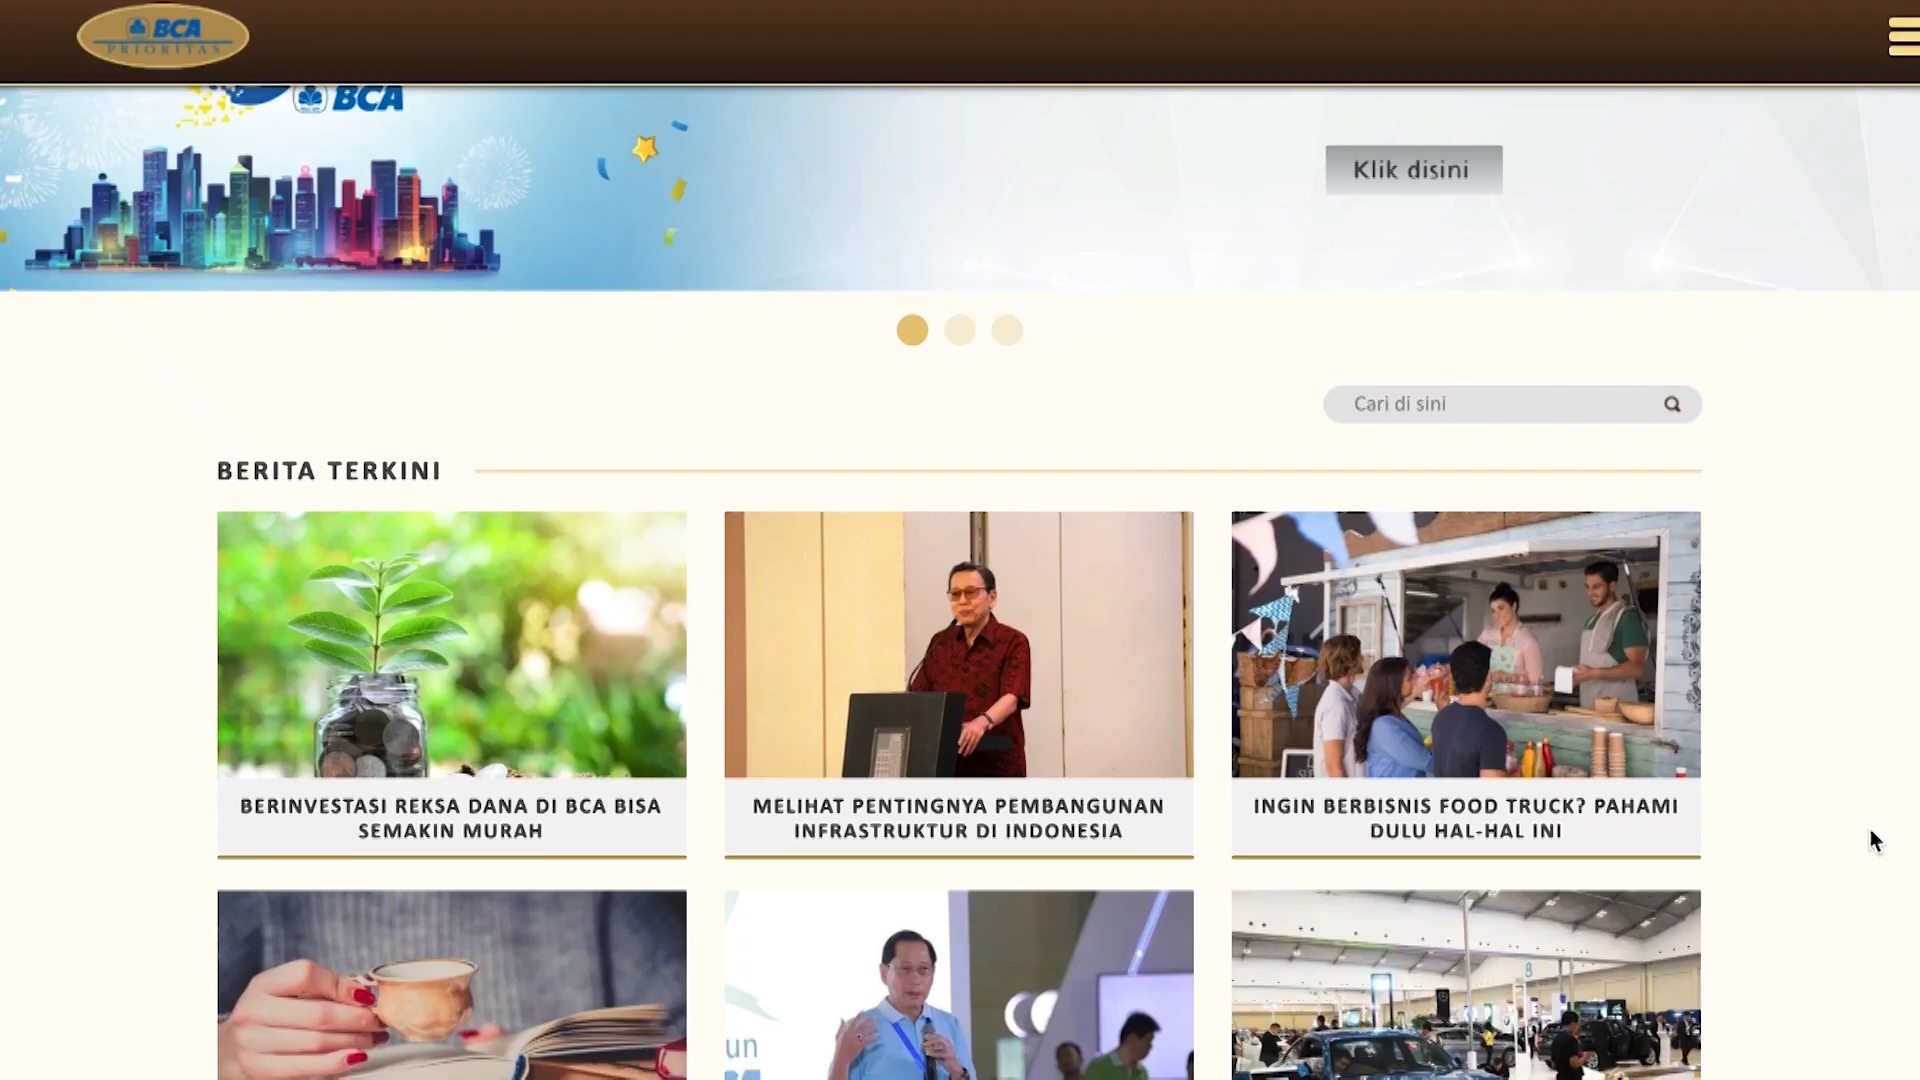 BCA
PRIORITAS
BCA
Klik disini
Cari di sini
BERITA TERKINI
BERINVESTASI REKSA DANA DI BCA BISA
SEMAKIN MURAH
MELIHAT PENTINGNYA PEMBANGUNAN
INFRASTRUKTUR DI INDONESIA
INGIN BERBISNIS FOOD TRUCK? PAHAMI
DULU HAL-HAL INI
un